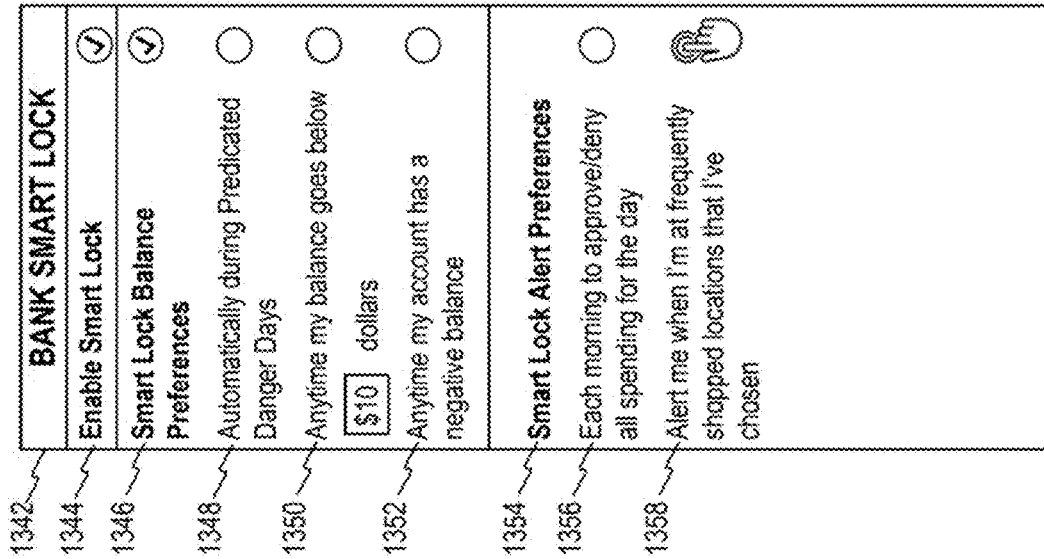 1342
BANK SMART LOCK
1344
Enable Smart Lock
1346
Smart Lock Balance
Preferences
1348
Automatically during Predicated
Danger Days
1350
Anytime my balance goes below
$10 dollars
1352
Anytime my account has a
negative balance
1354
Smart Lock Alert Preferences
1356
Each morning to approve/deny
all spending for the day
1358
Alert me when I'm at frequently
shopped locations that I've
chosen